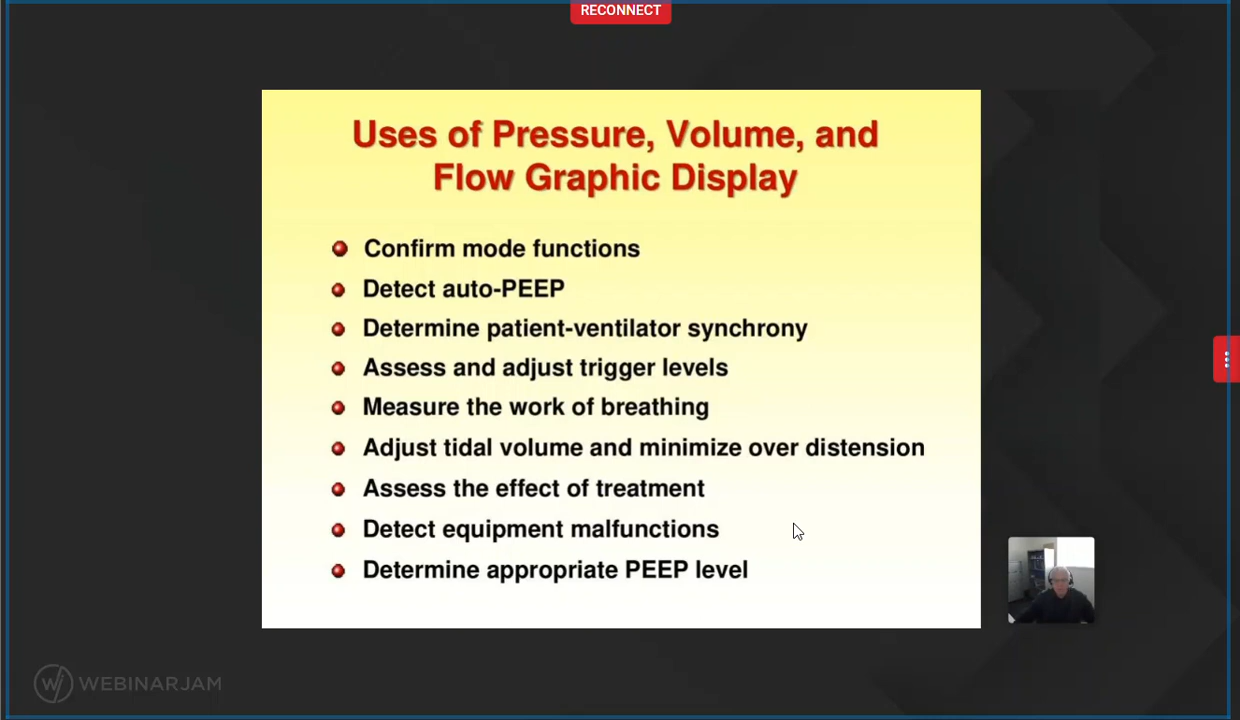 RECONNECT
Uses of Pressure, Volume, and
Flow Graphic Display
Confirm mode functions
Detect auto-PEEP
Determine patient-ventilator synchrony
Assess and adjust trigger levels
Measure the work of breathing
Adjust tidal volume and minimize over distension
Assess the effect of treatment
Detect equipment malfunctions
Determine appropriate PEEP level
WEBINARJAM